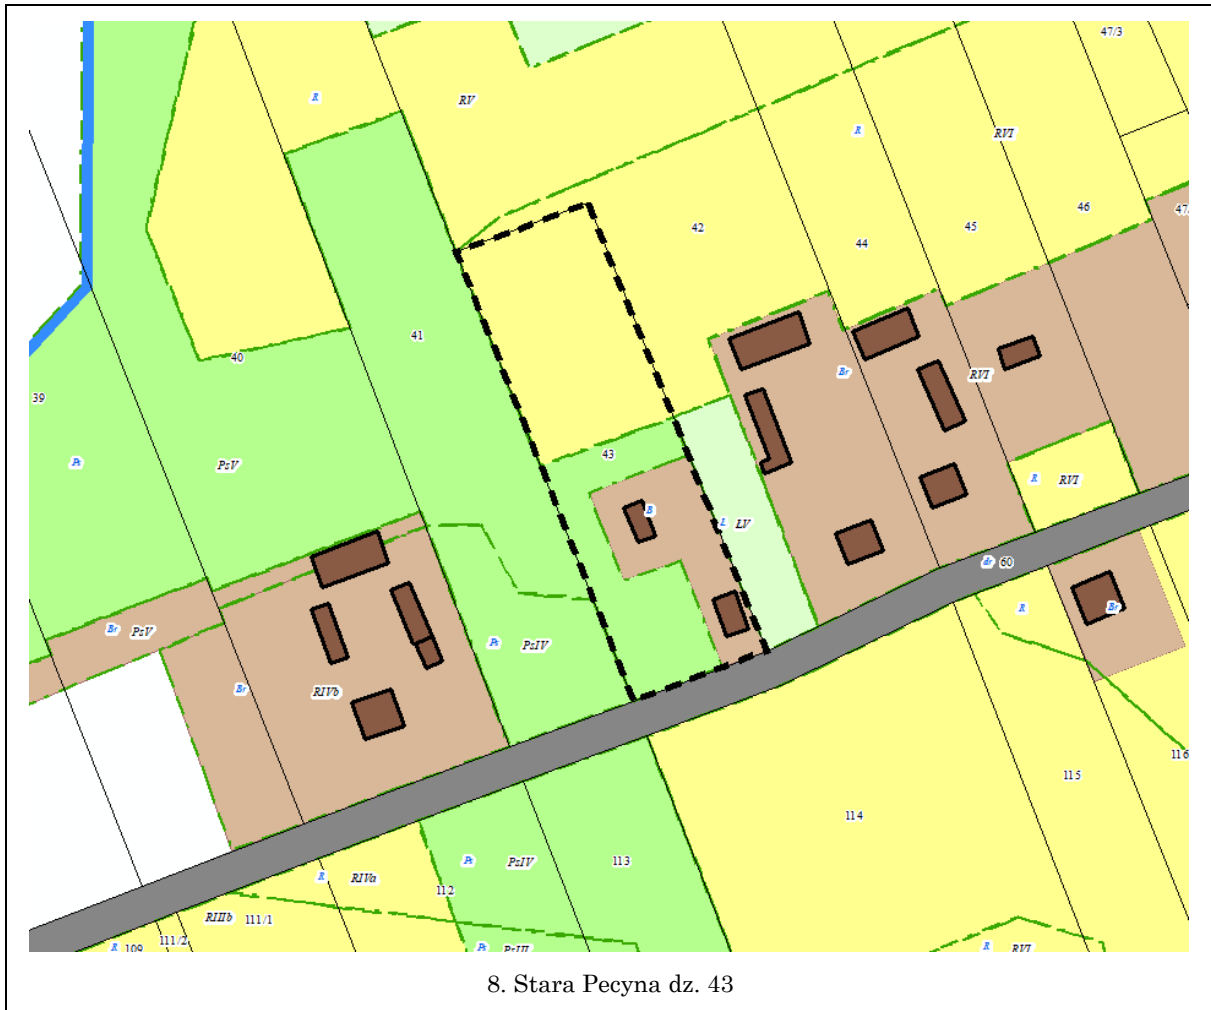 47/3
R
RV
R
RVI
47/
46
42
45
44
41
40
Br
RVI
39
43
Ps
PsV
R
RVI
B
Ł
ŁV
dr
60
R
Br
Br
PsV
Ps
PsIV
Br
RIVb
116
115
114
Ps
PsIV
113
R
RIVa
112
RIIIb
111/1
111/2
R
109
Ps
PsIII
R
RVI
8. Stara Pecyna dz. 43